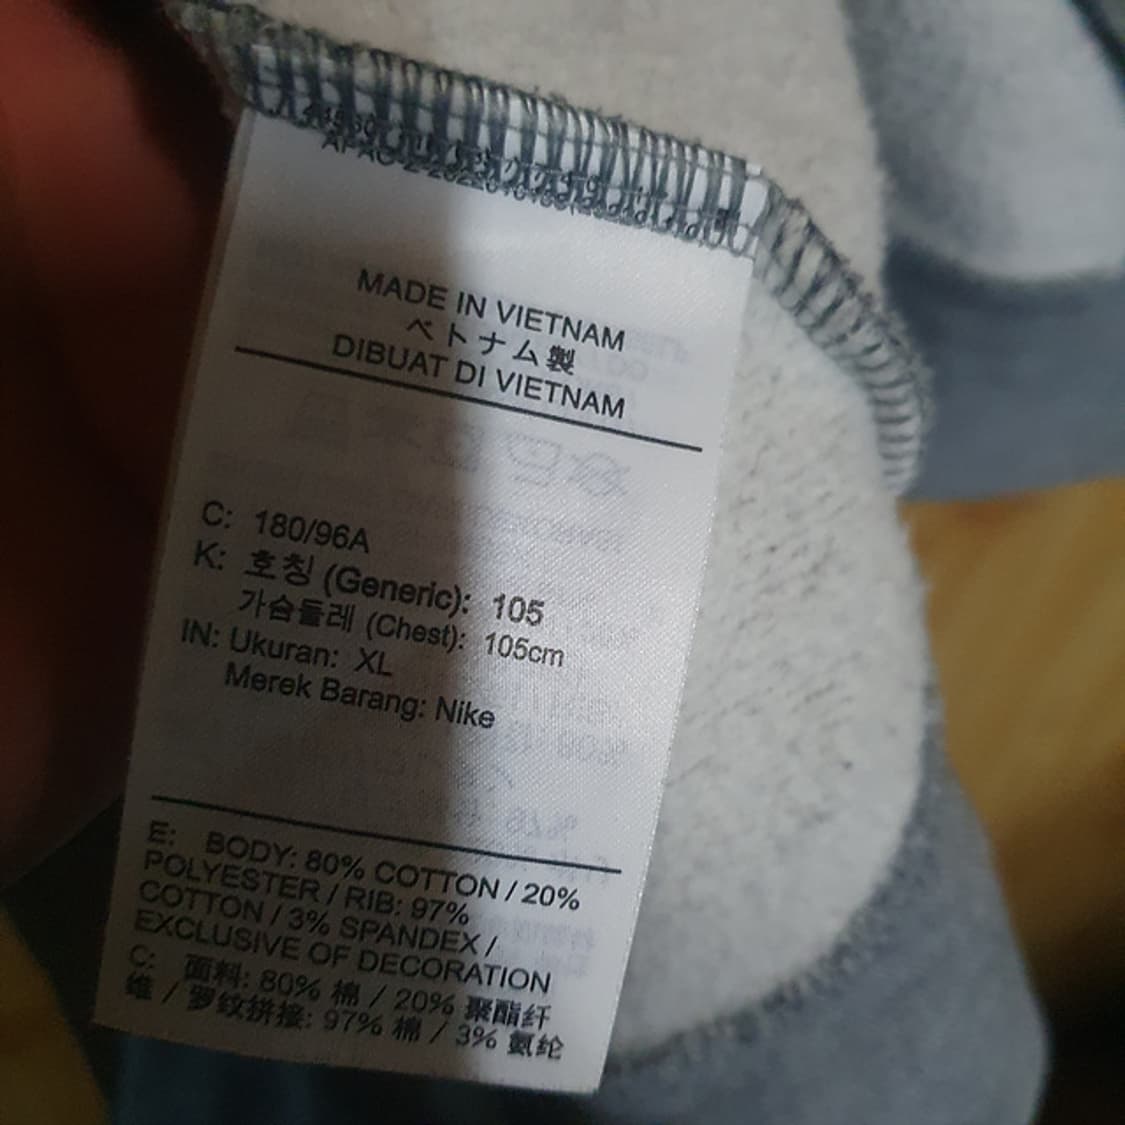 MADE IN VIETNAM
ベトナム製
DIBUAT DI VIETNAM
C: 180/96A
K: 호칭 (Generic): 105
가슴둘레 (Chest): 105cm
IN: Ukuran: XL
Merek Barang: Nike
E: BODY: 80% COTTON / 20%
POLYESTER / RIB: 97%
COTTON / 3% SPANDEX /
EXCLUSIVE OF DECORATION
C: 面料: 80% 棉 / 20% 聚酯纤
维 / 罗纹拼接: 97% 棉 / 3% 氨纶